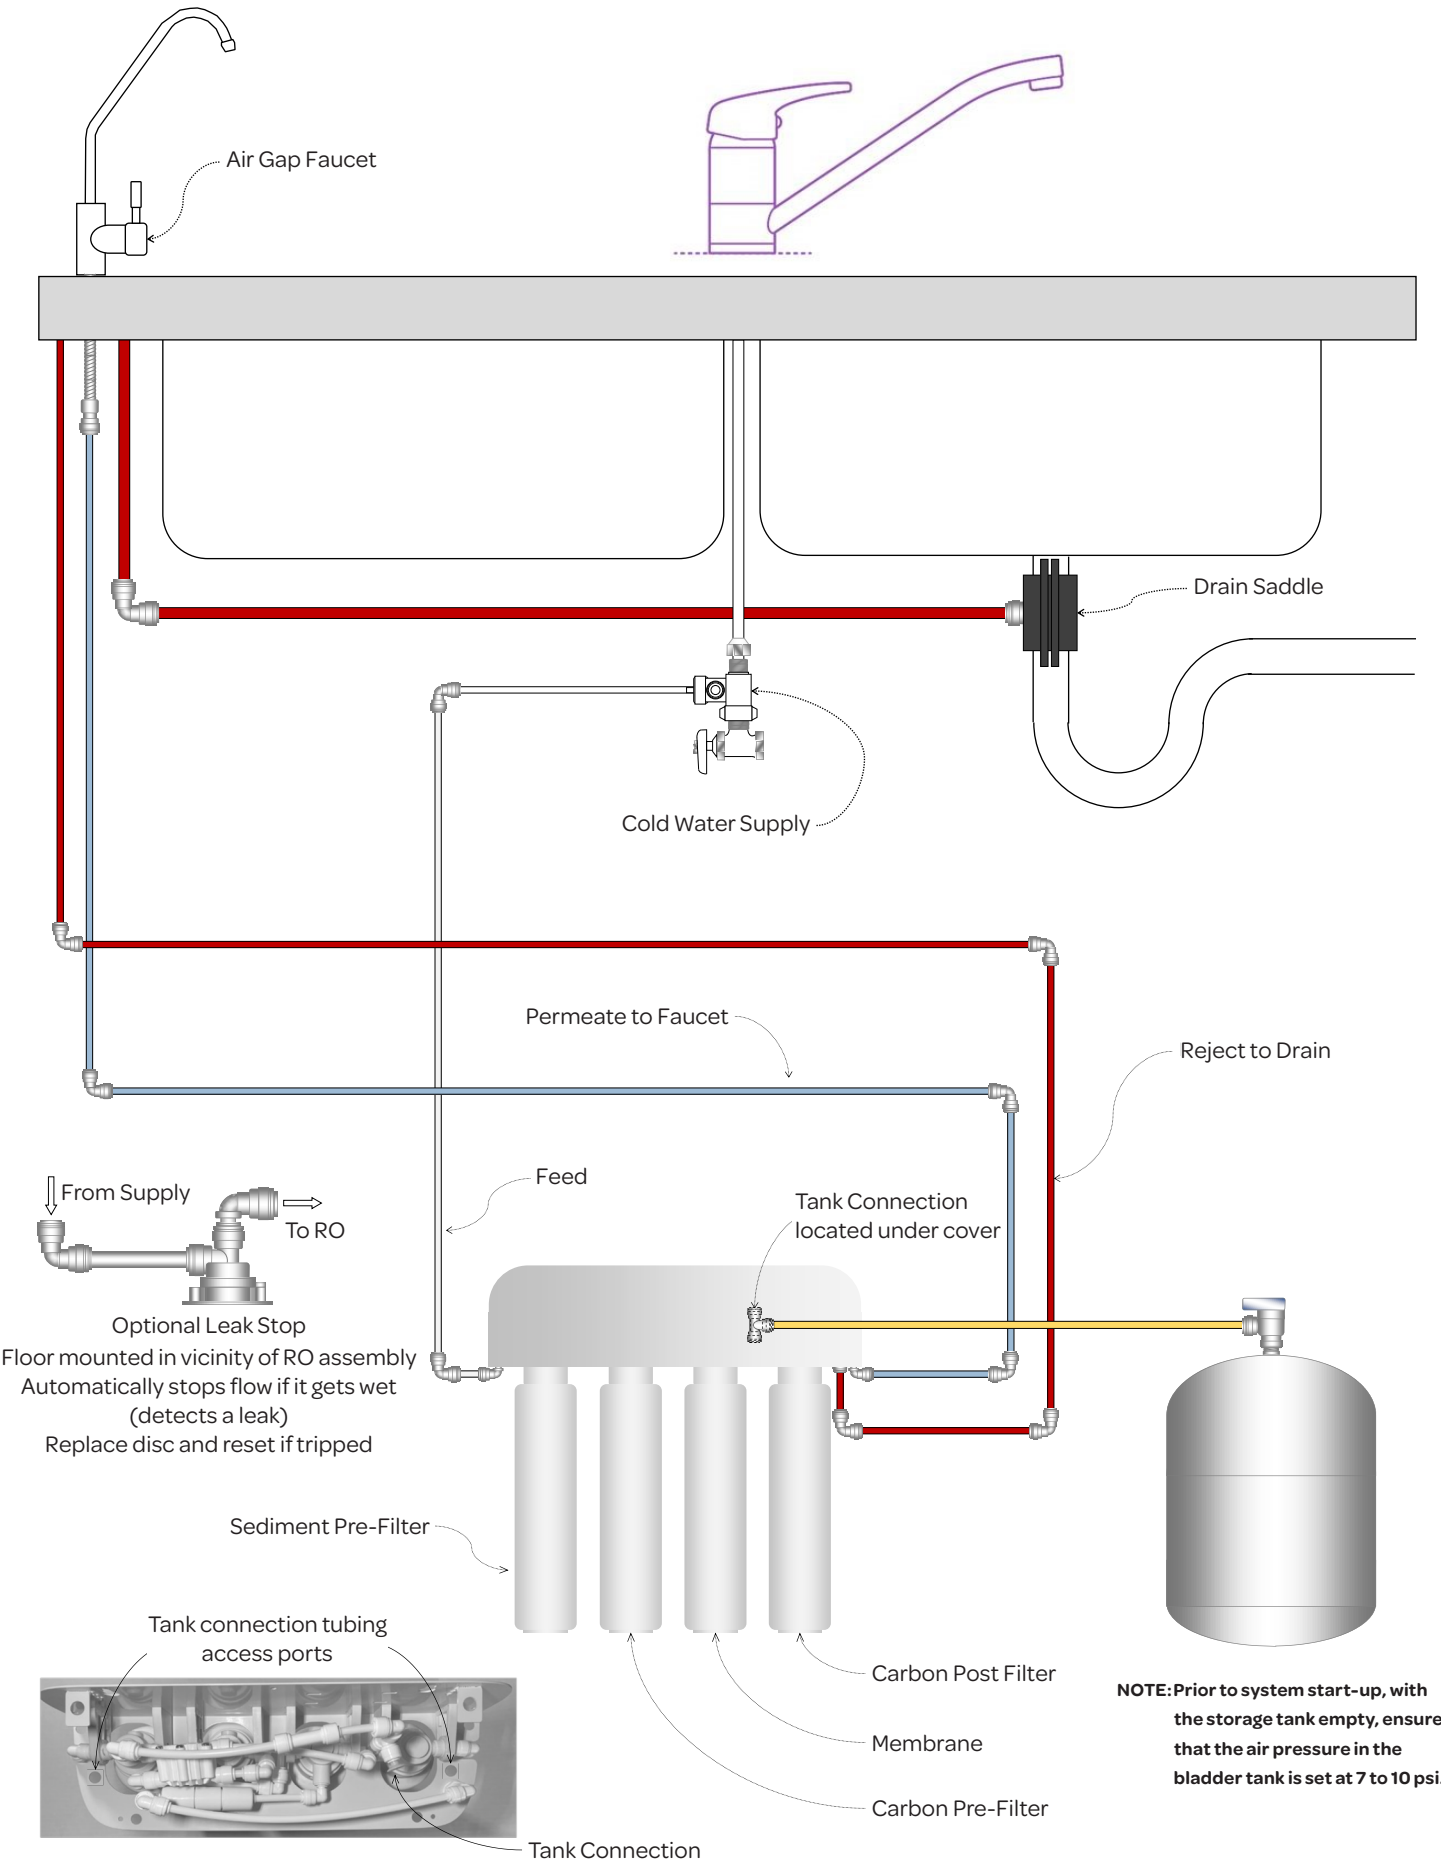 Air Gap Faucet
Drain Saddle
Cold Water Supply
Permeate to Faucet
Reject to Drain
Feed
Tank Connection
located under cover
From Supply
To RO
Optional Leak Stop
Floor mounted in vicinity of RO assembly
Automatically stops flow if it gets wet
(detects a leak)
Replace disc and reset if tripped
Sediment Pre-Filter
Tank connection tubing
access ports
Carbon Post Filter
Membrane
Carbon Pre-Filter
Tank Connection
NOTE: Prior to system start-up, with
the storage tank empty, ensure
that the air pressure in the
bladder tank is set at 7 to 10 psi.